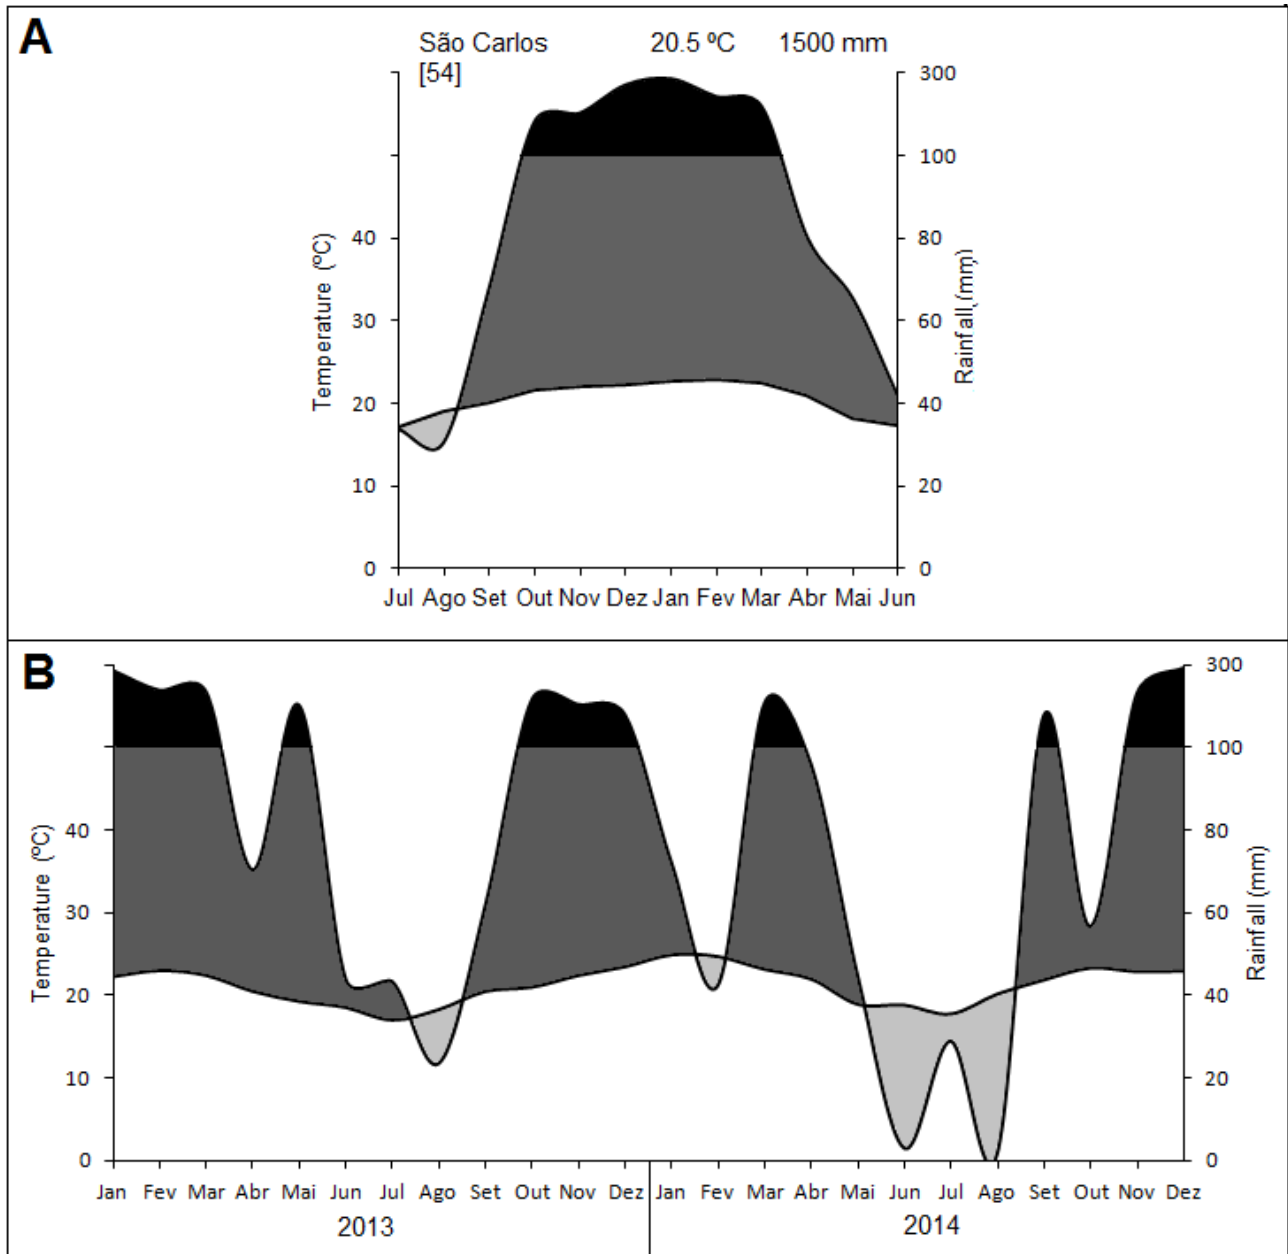 A
São Carlos 20.5 ºC 1500 mm
[54]
300
100
40 80
30 60
20 40
10 20
0 0
Temperature (ºC)
Rainfall (mm)
Jul Ago Set Out Nov Dez Jan Fev Mar Abr Mai Jun
B
300
100
40 80
30 60
20 40
10 20
0 0
Temperature (ºC)
Rainfall (mm)
Jan Fev Mar Abr Mai Jun Jul Ago Set Out Nov Dez Jan Fev Mar Abr Mai Jun Jul Ago Set Out Nov Dez
2013 2014